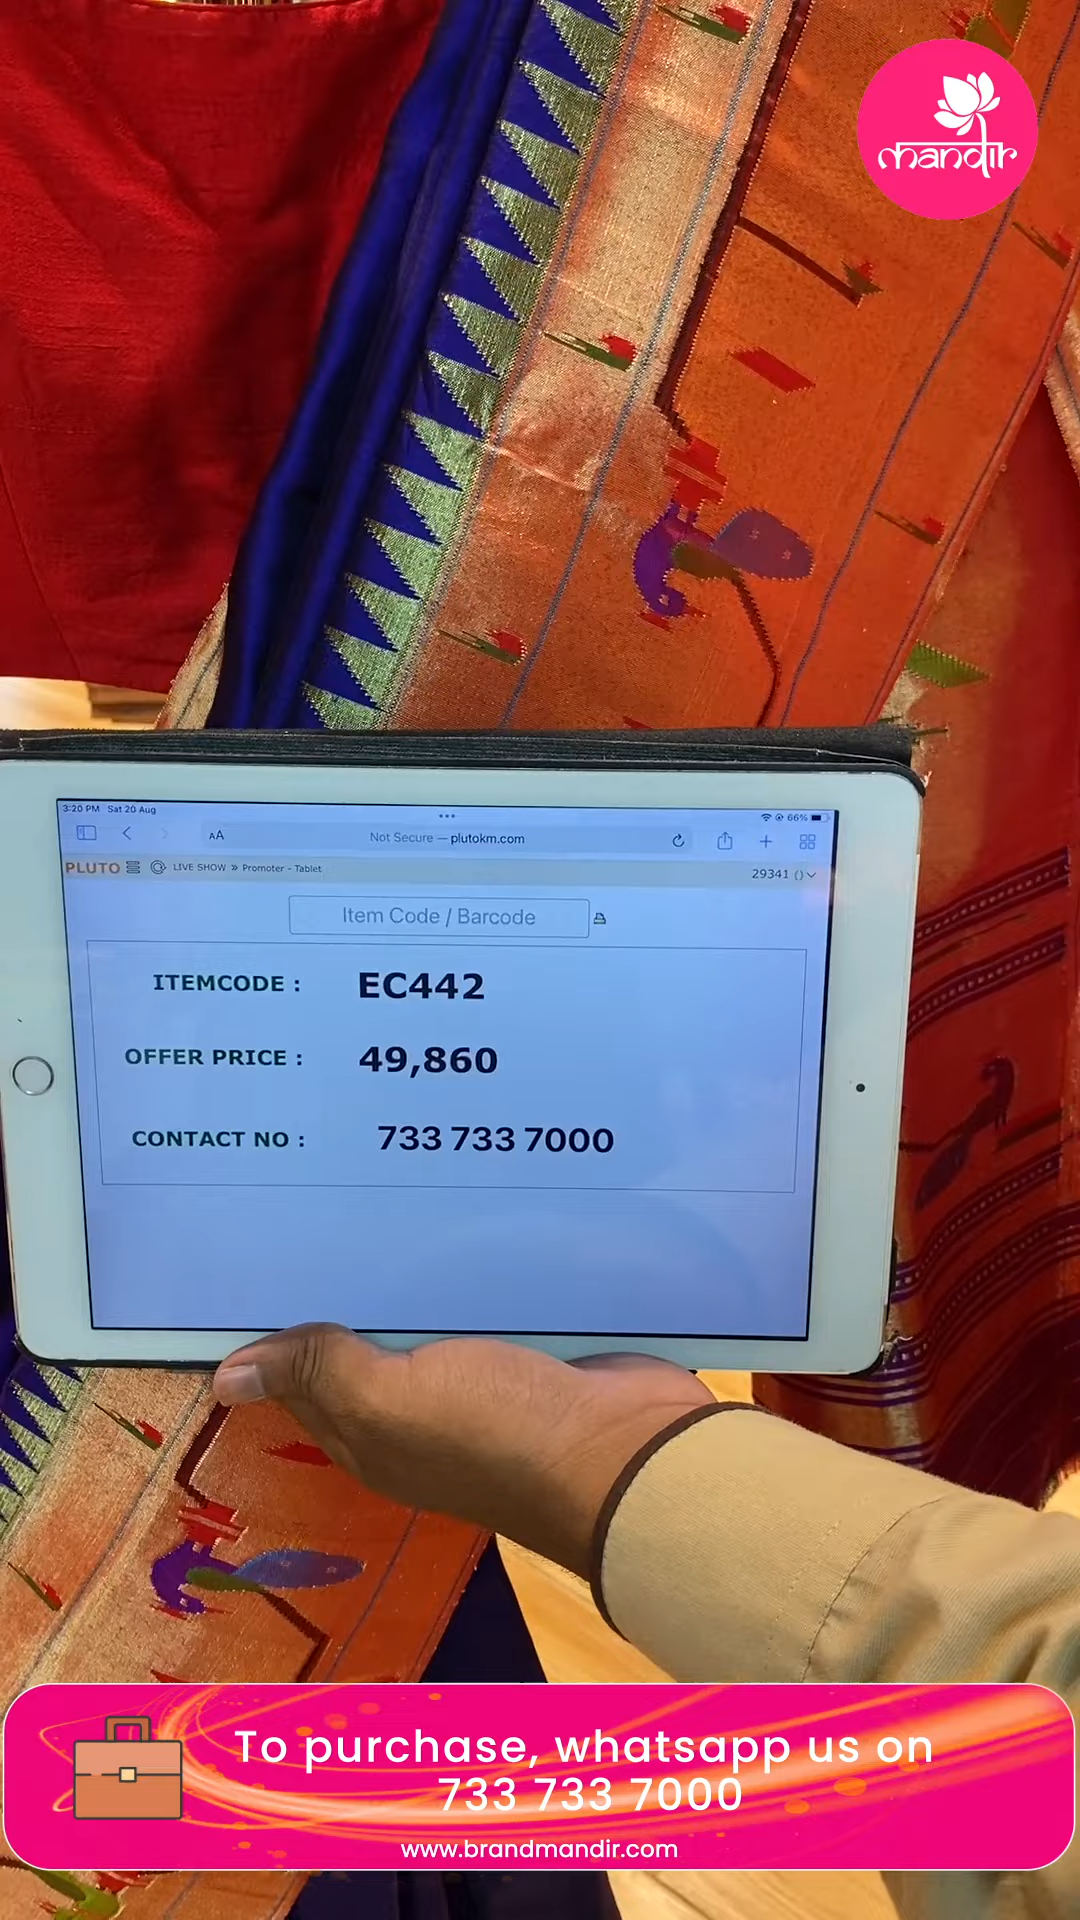 mandir
3:20 PM Sat 20 Aug
66%
AA
Not Secure — plutokm.com
PLUTO
LIVE SHOW » Promoter - Tablet
29341 ()
Item Code / Barcode
ITEMCODE : EC442
OFFER PRICE : 49,860
CONTACT NO : 733 733 7000
To purchase, whatsapp us on
733 733 7000
www.brandmandir.com